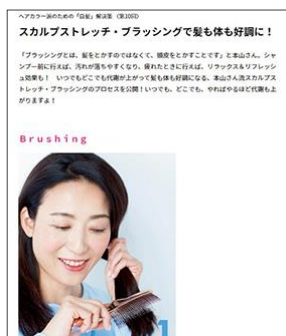 ヘアカラー派のための「白髪」解決塾（第10回）
スカルプストレッチ・ブラッシングで髪も体も好調に！
「ブラッシングとは、髪をとかすのではなくて、頭皮をとかすことです」と本山さん。シャ
ンプー前に行えば、汚れが落ちやすくなり、疲れたときに行えば、リラックス&リフレッシ
ュ効果も！ いつでもどこでも代謝が上がって髪も体も好調になる、本山さん流スカルプス
トレッチ・ブラッシングのプロセスを公開！いつでも、どこでも、やればやるほど代謝も上
がりますよ！
Brushing
1